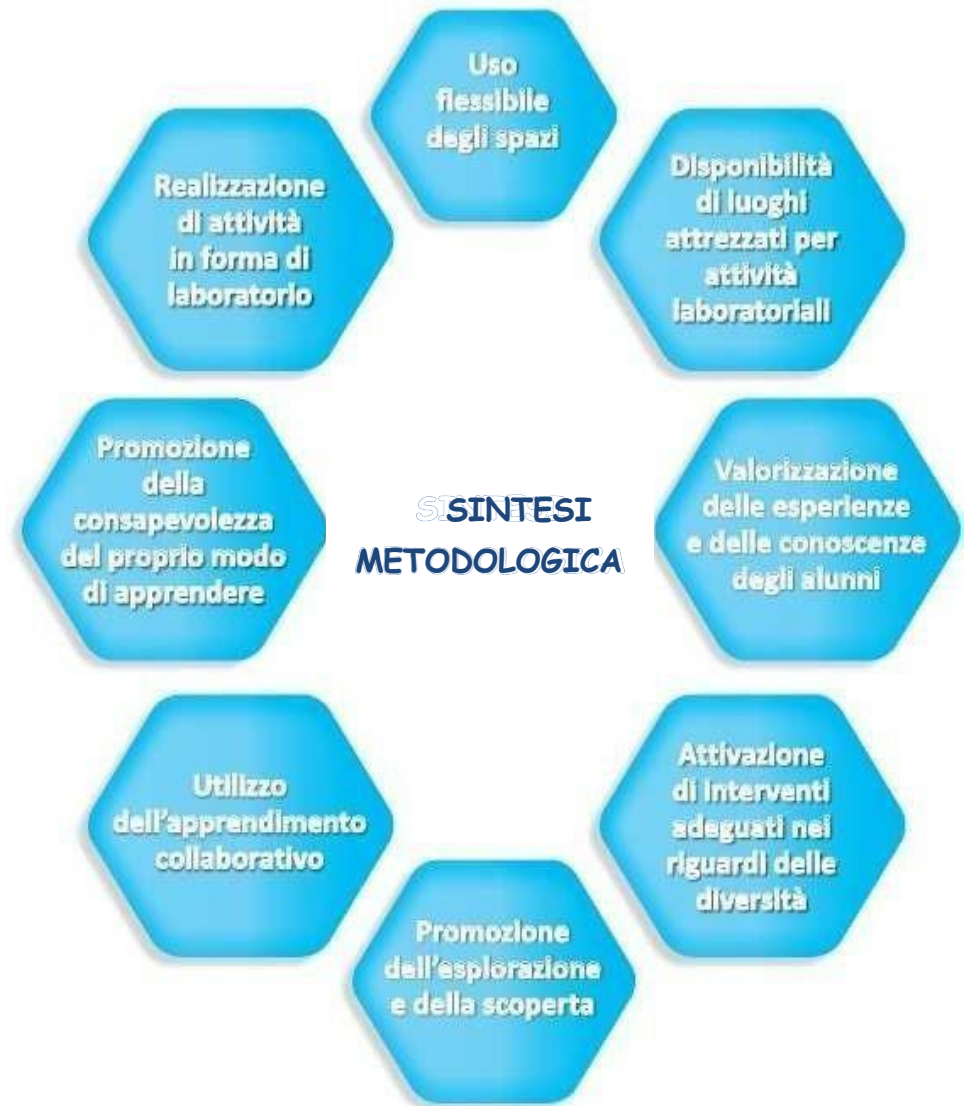 Uso
flessibile
degli spazi
Disponibilità
di luoghi
attrezzati per
attività
laboratoriali
Valorizzazione
delle esperienze
e delle conoscenze
degli alunni
Attivazione
di interventi
adeguati nei
riguardi delle
diversità
Promozione
dell'esplorazione
e della scoperta
Utilizzo
dell'apprendimento
collaborativo
Promozione
della
consapevolezza
del proprio modo
di apprendere
Realizzazione
di attività
in forma di
laboratorio
SINTESI
METODOLOGICA